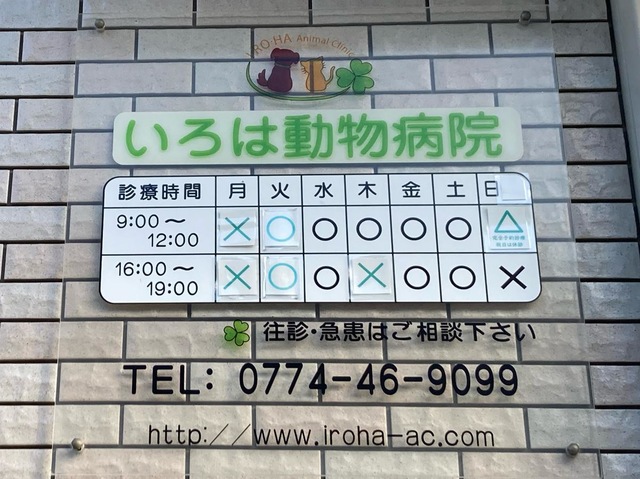 IRO·HA Animal Clinic
いろは動物病院
診療時間 月 火 水 木 金 土 日
9:00～ 12:00 × ○ ○ ○ ○ ○ △
16:00～ 19:00 × ○ ○ × ○ ○ ×
往診・急患はご相談下さい
TEL: 0774-46-9099
http://www.iroha-ac.com